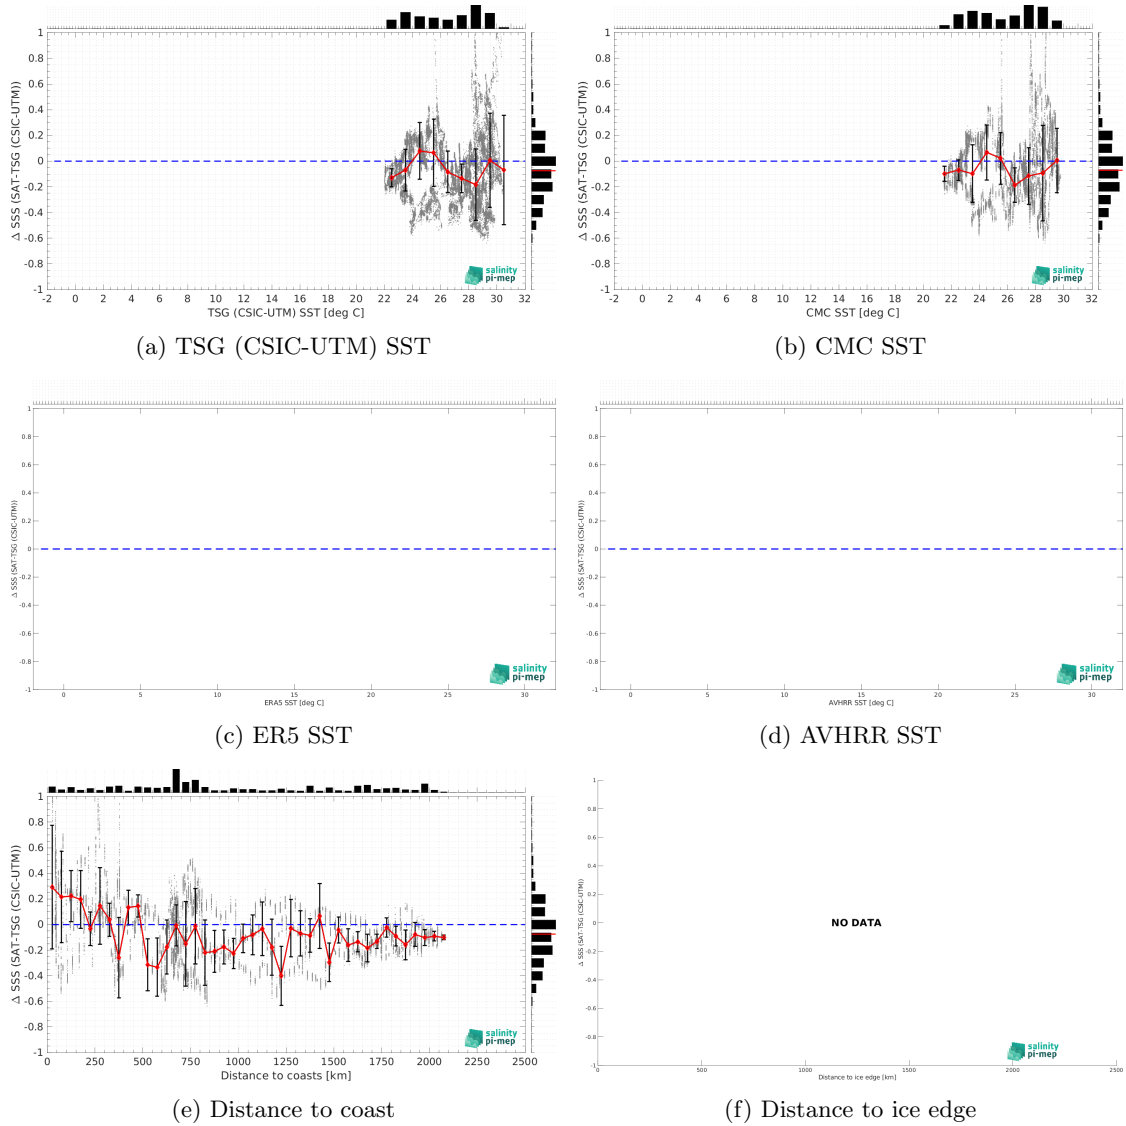 1
0.8
0.6
0.4
0.2
0
-0.2
-0.4
-0.6
-0.8
-1
Δ SSS (SAT-TSG (CSIC-UTM))
-2 0 2 4 6 8 10 12 14 16 18 20 22 24 26 28 30 32
TSG (CSIC-UTM) SST [deg C]
salinity
pi-mep
(a) TSG (CSIC-UTM) SST
1
0.8
0.6
0.4
0.2
0
-0.2
-0.4
-0.6
-0.8
-1
Δ SSS (SAT-TSG (CSIC-UTM))
-2 0 2 4 6 8 10 12 14 16 18 20 22 24 26 28 30 32
CMC SST [deg C]
salinity
pi-mep
(b) CMC SST
1
0.8
0.6
0.4
0.2
0
-0.2
-0.4
-0.6
-0.8
-1
Δ SSS (SAT-TSG (CSIC-UTM))
0 5 10 15 20 25 30
ERA5 SST [deg C]
salinity
pi-mep
(c) ER5 SST
1
0.8
0.6
0.4
0.2
0
-0.2
-0.4
-0.6
-0.8
-1
Δ SSS (SAT-TSG (CSIC-UTM))
0 5 10 15 20 25 30
AVHRR SST [deg C]
salinity
pi-mep
(d) AVHRR SST
1
0.8
0.6
0.4
0.2
0
-0.2
-0.4
-0.6
-0.8
-1
Δ SSS (SAT-TSG (CSIC-UTM))
0 250 500 750 1000 1250 1500 1750 2000 2250 2500
Distance to coasts [km]
salinity
pi-mep
(e) Distance to coast
1
0.8
0.6
0.4
0.2
0
-0.2
-0.4
-0.6
-0.8
-1
Δ SSS (SAT-TSG (CSIC-UTM))
NO DATA
0 500 1000 1500 2000 2500
Distance to ice edge [km]
salinity
pi-mep
(f) Distance to ice edge